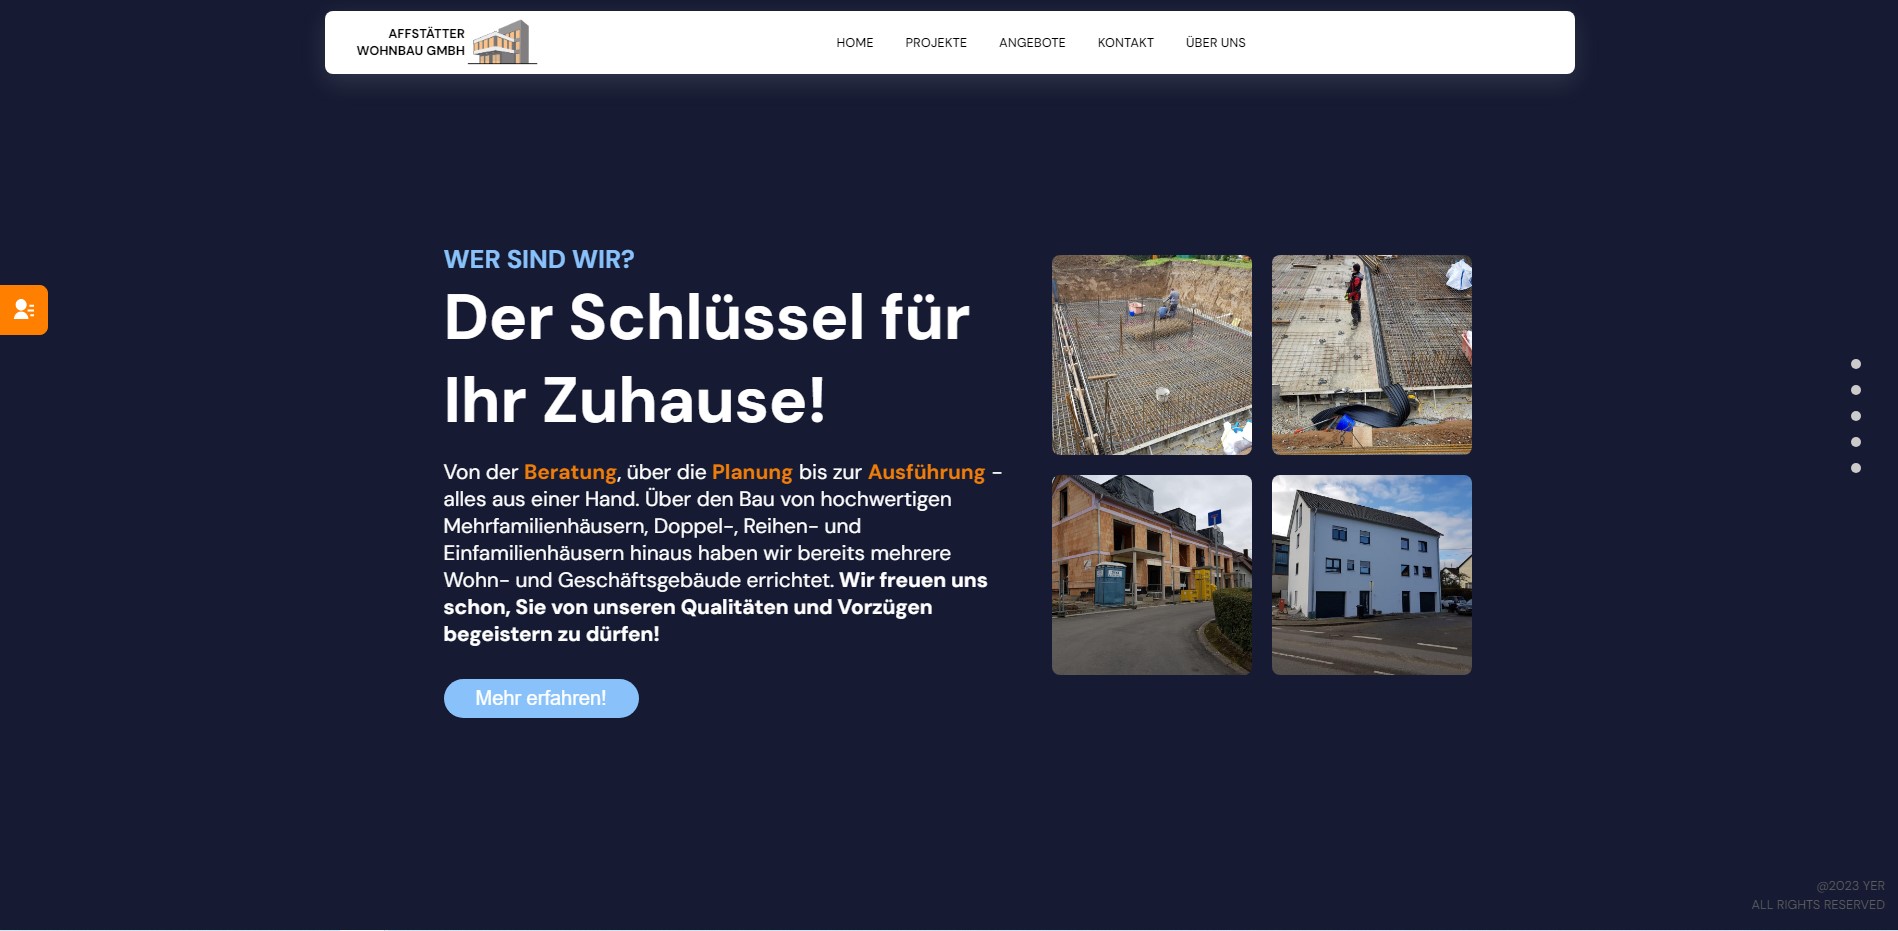 AFFSTÄTTER
WOHNBAU GMBH
HOME PROJEKTE ANGEBOTE KONTAKT ÜBER UNS
WER SIND WIR?
Der Schlüssel für
Ihr Zuhause!
Von der Beratung, über die Planung bis zur Ausführung -
alles aus einer Hand. Über den Bau von hochwertigen
Mehrfamilienhäusern, Doppel-, Reihen- und
Einfamilienhäusern hinaus haben wir bereits mehrere
Wohn- und Geschäftsgebäude errichtet. Wir freuen uns
schon, Sie von unseren Qualitäten und Vorzügen
begeistern zu dürfen!
Mehr erfahren!
@2023 YER
ALL RIGHTS RESERVED